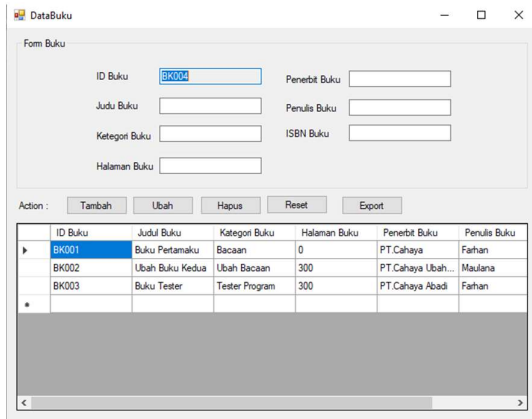 DataBuku
Form Buku
ID Buku BK004 Penerbit Buku
Judu Buku Penulis Buku
Ketegori Buku ISBN Buku
Halaman Buku
Action : Tambah Ubah Hapus Reset Export
ID Buku Judul Buku Kategori Buku Halaman Buku Penerbit Buku Penulis Buku
BK001 Buku Pertamaku Bacaan 0 PT.Cahaya Farhan
BK002 Ubah Buku Kedua Ubah Bacaan 300 PT.Cahaya Ubah... Maulana
BK003 Buku Tester Tester Program 300 PT.Cahaya Abadi Farhan